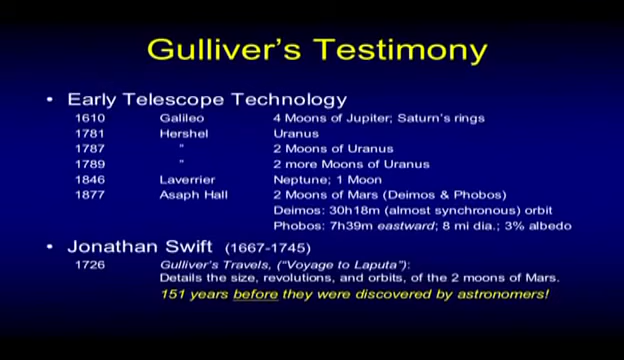 Gulliver's Testimony
• Early Telescope Technology
1610 Galileo 4 Moons of Jupiter; Saturn's rings
1781 Hershel Uranus
1787 " 2 Moons of Uranus
1789 " 2 more Moons of Uranus
1846 Laverrier Neptune; 1 Moon
1877 Asaph Hall 2 Moons of Mars (Deimos & Phobos)
Deimos: 30h18m (almost synchronous) orbit
Phobos: 7h39m eastward; 8 mi dia.; 3% albedo
• Jonathan Swift (1667-1745)
1726 Gulliver's Travels, ("Voyage to Laputa"):
Details the size, revolutions, and orbits, of the 2 moons of Mars.
151 years before they were discovered by astronomers!